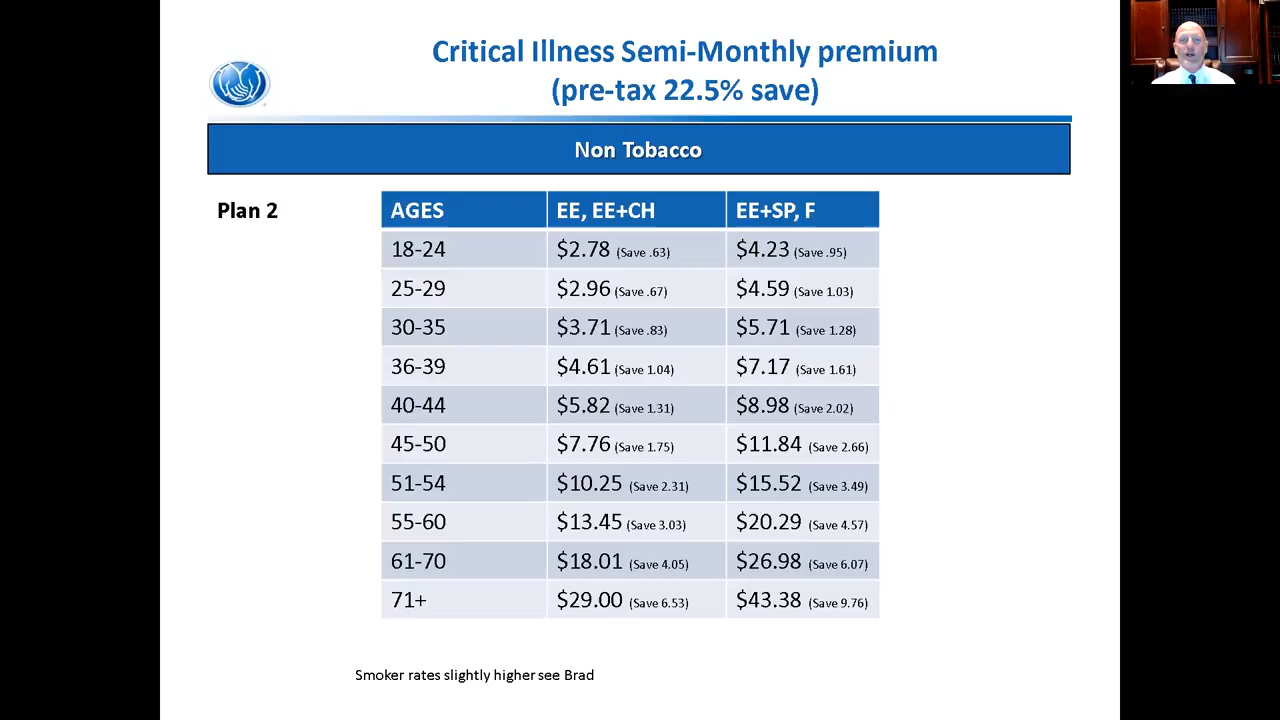 Critical Illness Semi-Monthly premium
(pre-tax 22.5% save)
Non Tobacco
Plan 2
AGES EE, EE+CH EE+SP, F
18-24 $2.78 (Save .63) $4.23 (Save .95)
25-29 $2.96 (Save .67) $4.59 (Save 1.03)
30-35 $3.71 (Save .83) $5.71 (Save 1.28)
36-39 $4.61 (Save 1.04) $7.17 (Save 1.61)
40-44 $5.82 (Save 1.31) $8.98 (Save 2.02)
45-50 $7.76 (Save 1.75) $11.84 (Save 2.66)
51-54 $10.25 (Save 2.31) $15.52 (Save 3.49)
55-60 $13.45 (Save 3.03) $20.29 (Save 4.57)
61-70 $18.01 (Save 4.05) $26.98 (Save 6.07)
71+ $29.00 (Save 6.53) $43.38 (Save 9.76)
Smoker rates slightly higher see Brad